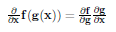 ∂/∂x f(g(x)) = ∂f/∂g ∂g/∂x